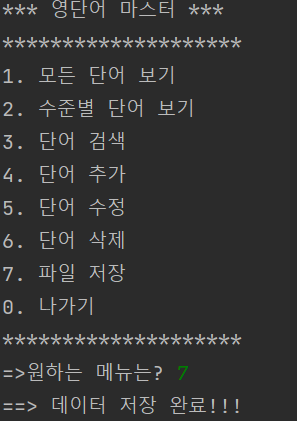 *** 영단어 마스터 ***
********************
1. 모든 단어 보기
2. 수준별 단어 보기
3. 단어 검색
4. 단어 추가
5. 단어 수정
6. 단어 삭제
7. 파일 저장
0. 나가기
********************
=>원하는 메뉴는? 7
==> 데이터 저장 완료!!!